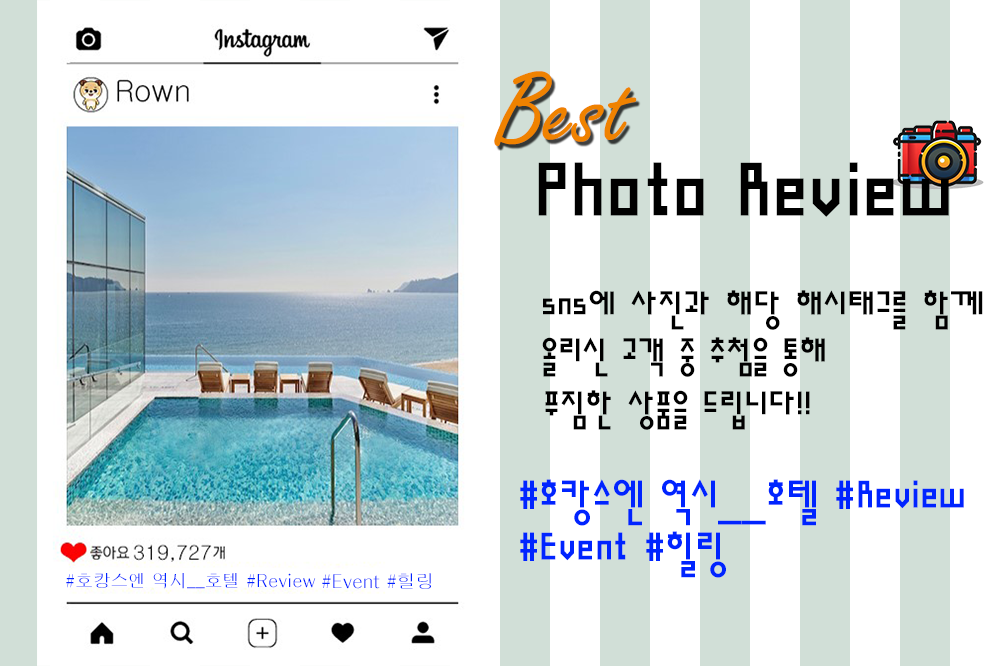 Instagram
Rown
좋아요 319,727개
#호캉스엔 역시__호텔 #Review #Event #힐링
Best
Photo Review
sns에 사진과 해당 해시태그를 함께
올리신 고객 중 추첨을 통해
푸짐한 상품을 드립니다!!
#호캉스엔 역시__호텔 #Review
#Event #힐링